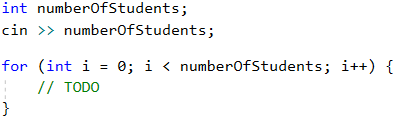 int numberOfStudents;
cin >> numberOfStudents;
for (int i = 0; i < numberOfStudents; i++) {
    // TODO
}